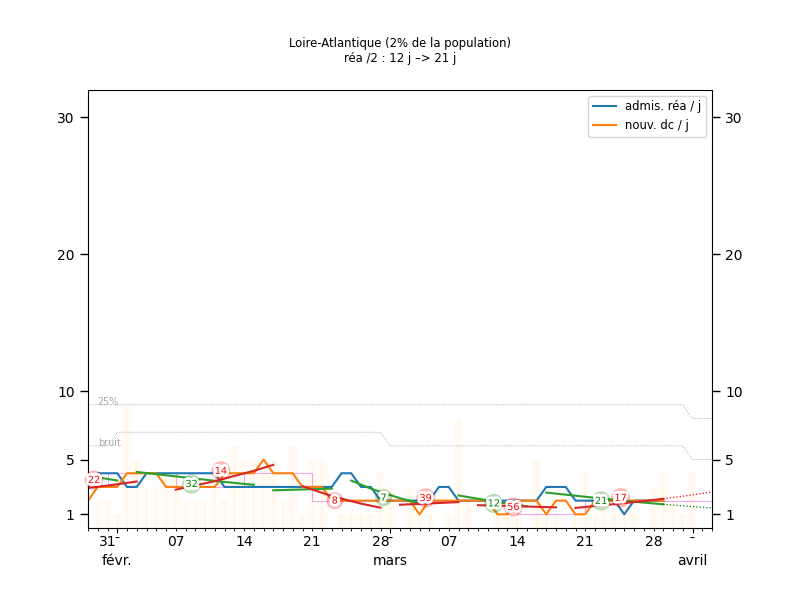 Loire-Atlantique (2% de la population)
réa /2 : 12 j –> 21 j
admis. réa / j
nouv. dc / j
30 30
20 20
10 10
25%
bruit
5 5
22 32 14 8 7 39 12 56 21 17
1 1
31 07 14 21 28 07 14 21 28
févr. mars avril